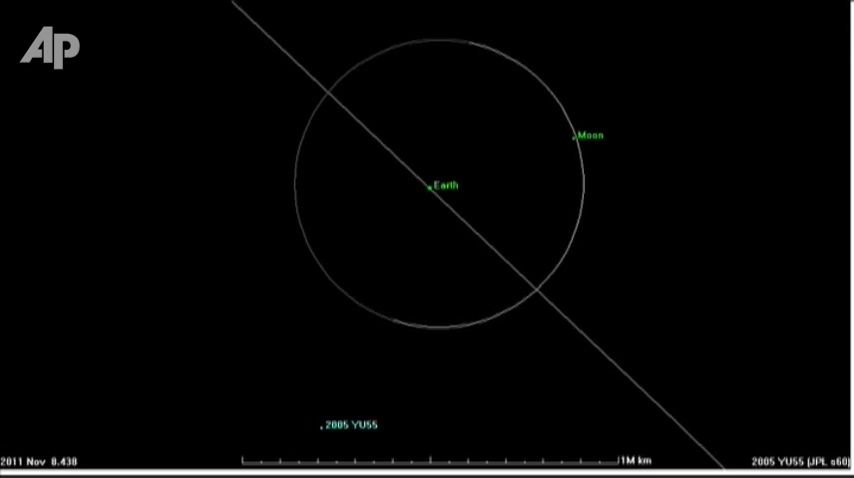 AP
Moon
Earth
2005 YU55
2011 Nov 8.438
1M km
2005 YU55 (JPL s60)